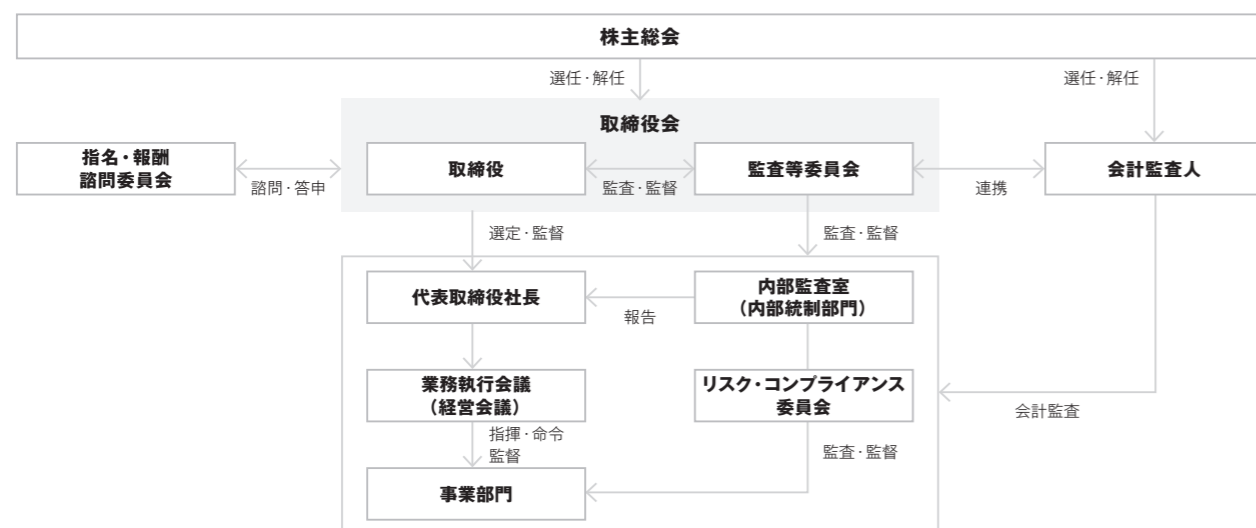 株主総会
選任・解任
選任・解任
取締役会
指名・報酬
諮問委員会
諮問・答申
取締役
監査・監督
監査等委員会
連携
会計監査人
選定・監督
監査・監督
代表取締役社長
報告
内部監査室
（内部統制部門）
業務執行会議
（経営会議）
リスク・コンプライアンス
委員会
会計監査
指揮・命令
監督
監査・監督
事業部門